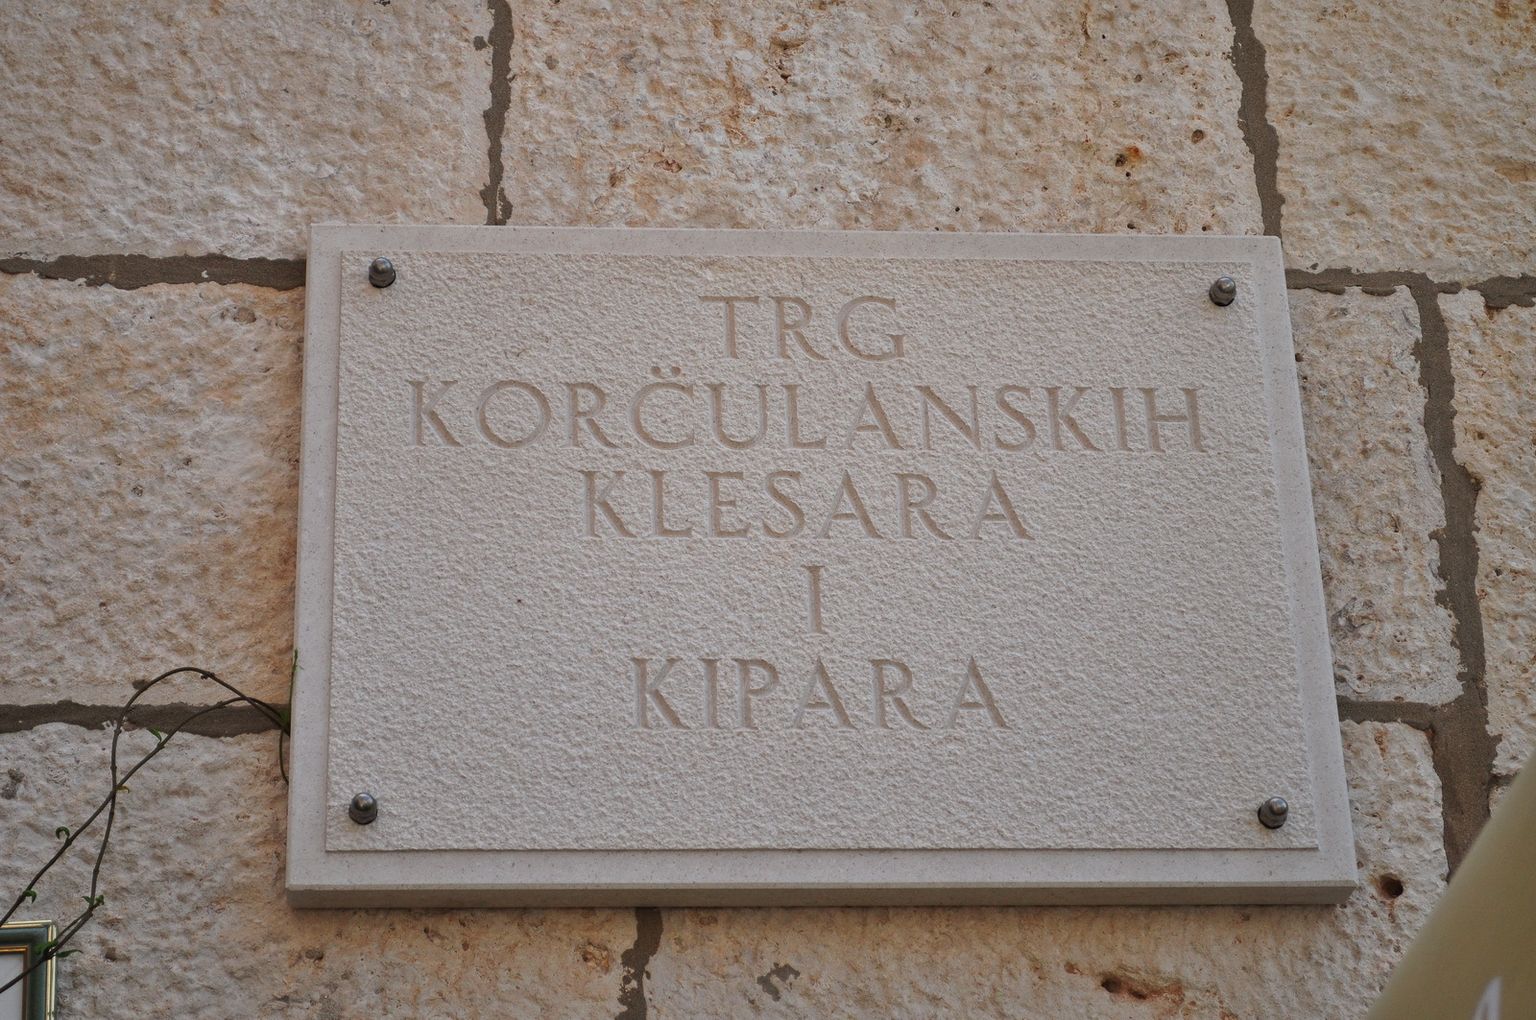 TRG
KORČULANSKIH
KLESARA
I
KIPARA